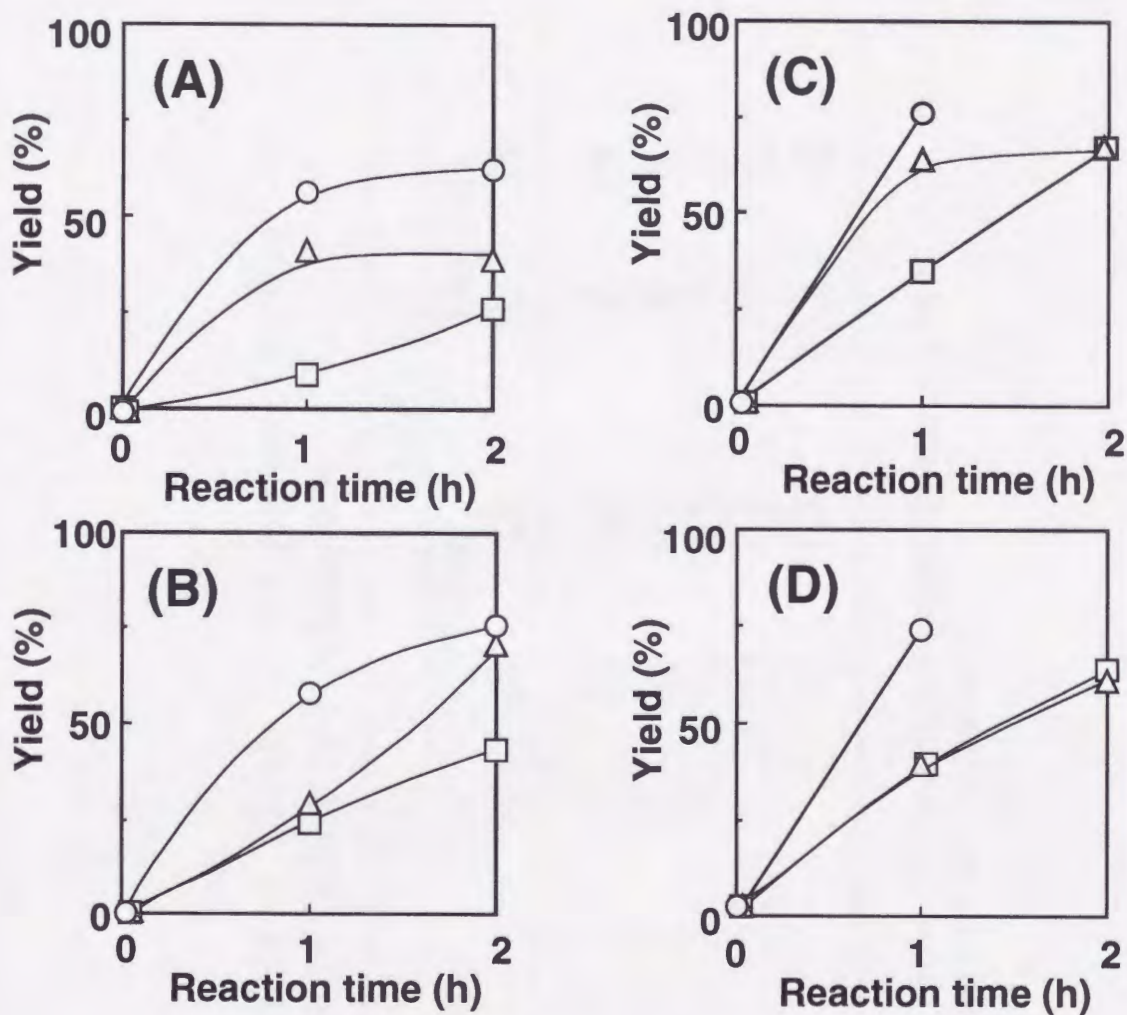 100
(A)
Yield (%)
50
0
0 1 2
Reaction time (h)
100
(C)
Yield (%)
50
0
0 1 2
Reaction time (h)
100
(B)
Yield (%)
50
0
0 1 2
Reaction time (h)
100
(D)
Yield (%)
50
0
0 1 2
Reaction time (h)